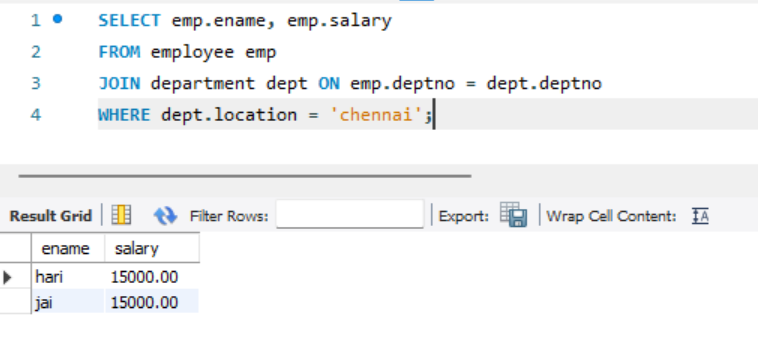 1 SELECT emp.ename, emp.salary
2 FROM employee emp
3 JOIN department dept ON emp.deptno = dept.deptno
4 WHERE dept.location = 'chennai';
Result Grid Filter Rows: Export: Wrap Cell Content: IA
ename salary
hari 15000.00
jai 15000.00